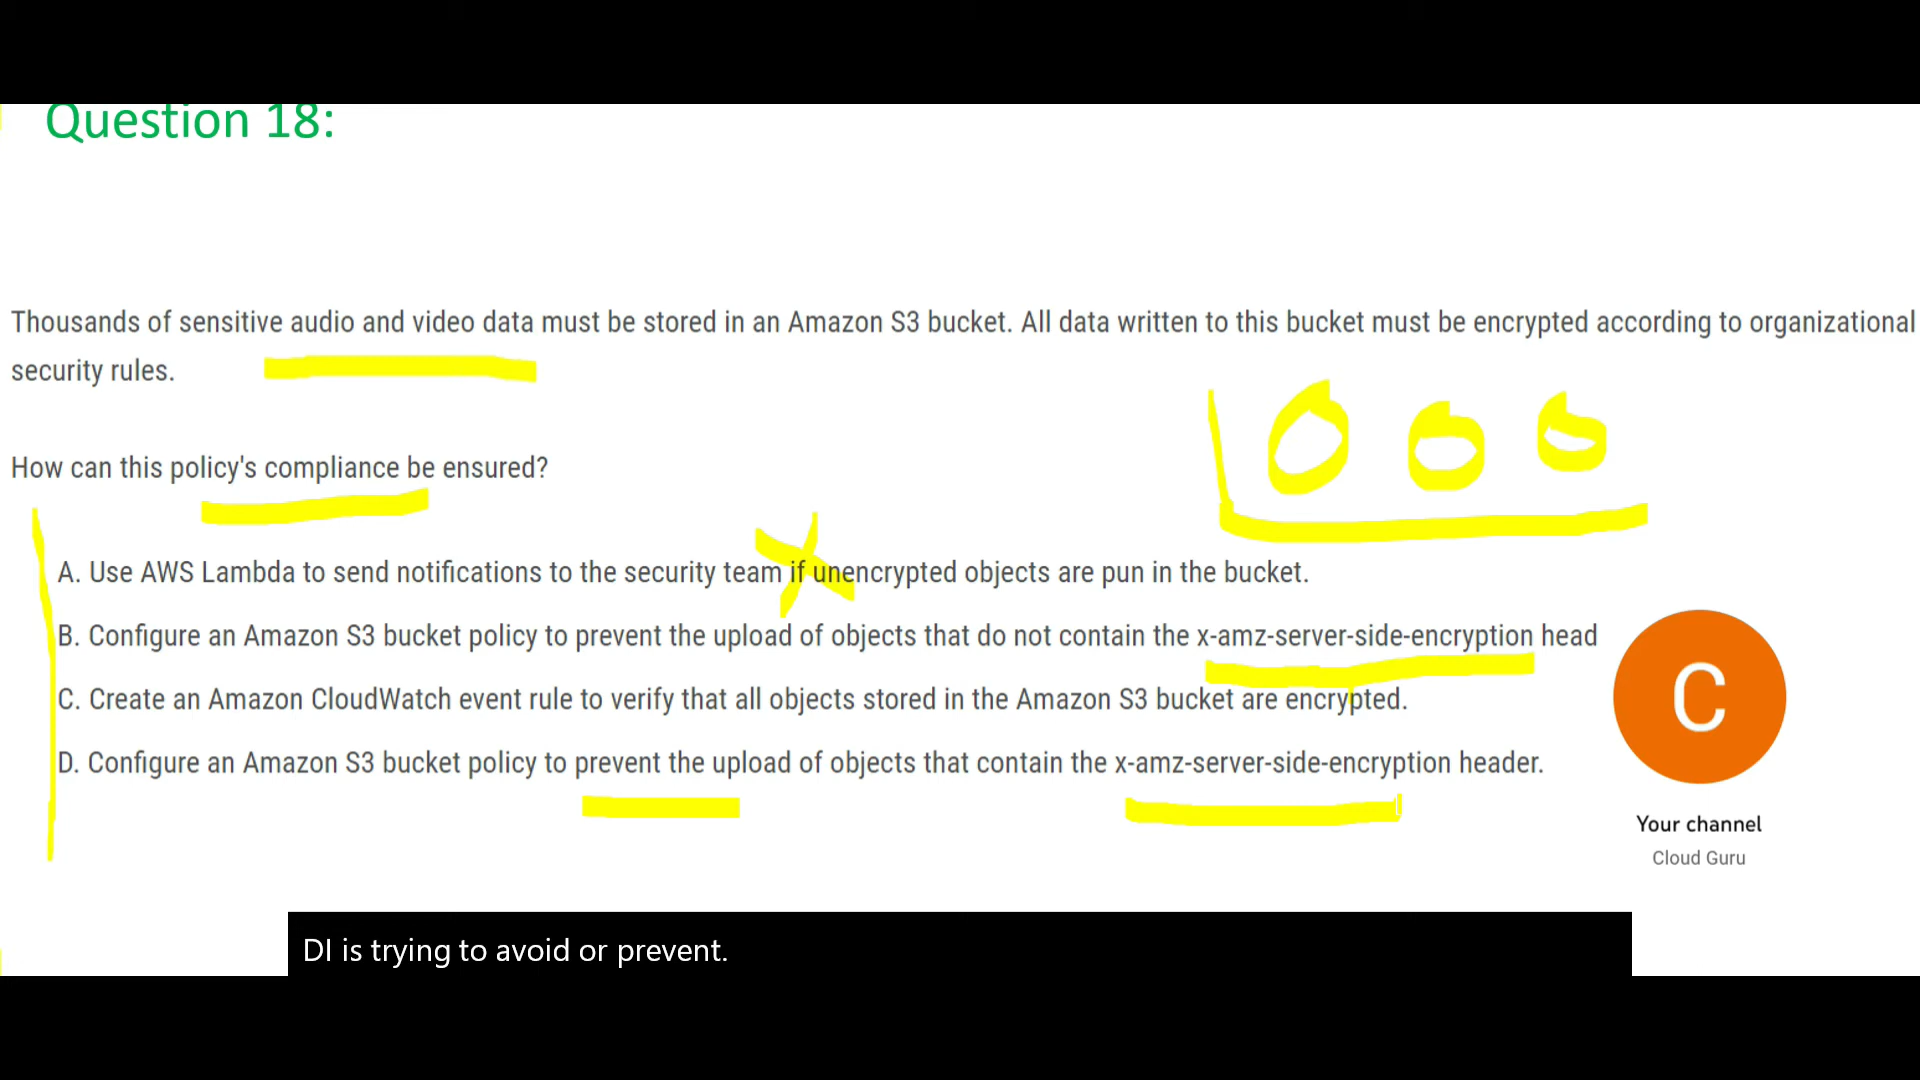 Question 18:
Thousands of sensitive audio and video data must be stored in an Amazon S3 bucket. All data written to this bucket must be encrypted according to organizational
security rules.
How can this policy's compliance be ensured?
A. Use AWS Lambda to send notifications to the security team if unencrypted objects are pun in the bucket.
B. Configure an Amazon S3 bucket policy to prevent the upload of objects that do not contain the x-amz-server-side-encryption head
C. Create an Amazon CloudWatch event rule to verify that all objects stored in the Amazon S3 bucket are encrypted.
D. Configure an Amazon S3 bucket policy to prevent the upload of objects that contain the x-amz-server-side-encryption header.
C
Your channel
Cloud Guru
DI is trying to avoid or prevent.